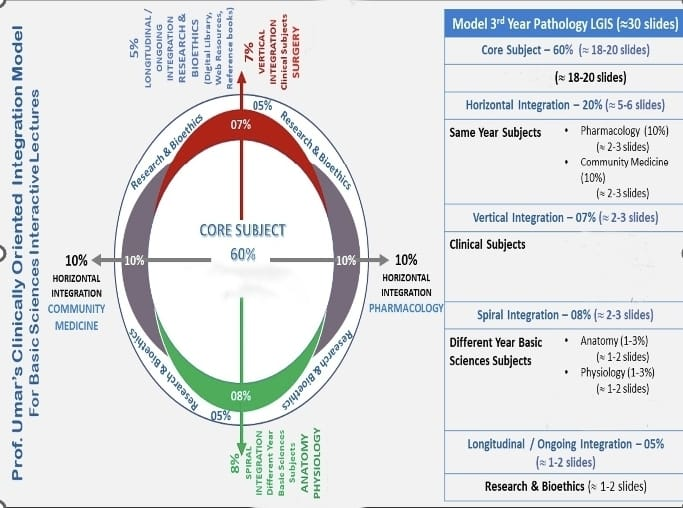 Prof. Umar's Clinically Oriented Integration Model
For Basic Sciences Interactive Lectures
5%
LONGITUDINAL /
ONGOING
INTEGRATION
RESEARCH &
BIOETHICS
(Digital Library,
Web Resources,
Reference books)
7%
VERTICAL
INTEGRATION
Clinical Subjects
SURGERY
05%
07%
Research & Bioethics
Research & Bioethics
CORE SUBJECT
60%
10%
10%
10%
HORIZONTAL
INTEGRATION
COMMUNITY
MEDICINE
10%
HORIZONTAL
INTEGRATION
PHARMACOLOGY
Research & Bioethics
Research & Bioethics
08%
05%
8%
SPIRAL
INTEGRATION
Different Year
Basic Sciences
Subjects
ANATOMY
PHYSIOLOGY
Model 3rd Year Pathology LGIS (≈30 slides)
Core Subject – 60% (≈ 18-20 slides)
(≈ 18-20 slides)
Horizontal Integration – 20% (≈ 5-6 slides)
Same Year Subjects
• Pharmacology (10%)
(≈ 2-3 slides)
• Community Medicine
(10%)
(≈ 2-3 slides)
Vertical Integration – 07% (≈ 2-3 slides)
Clinical Subjects
Spiral Integration – 08% (≈ 2-3 slides)
Different Year Basic
Sciences Subjects
• Anatomy (1-3%)
(≈ 1-2 slides)
• Physiology (1-3%)
(≈ 1-2 slides)
Longitudinal / Ongoing Integration – 05%
(≈ 1-2 slides)
Research & Bioethics (≈ 1-2 slides)